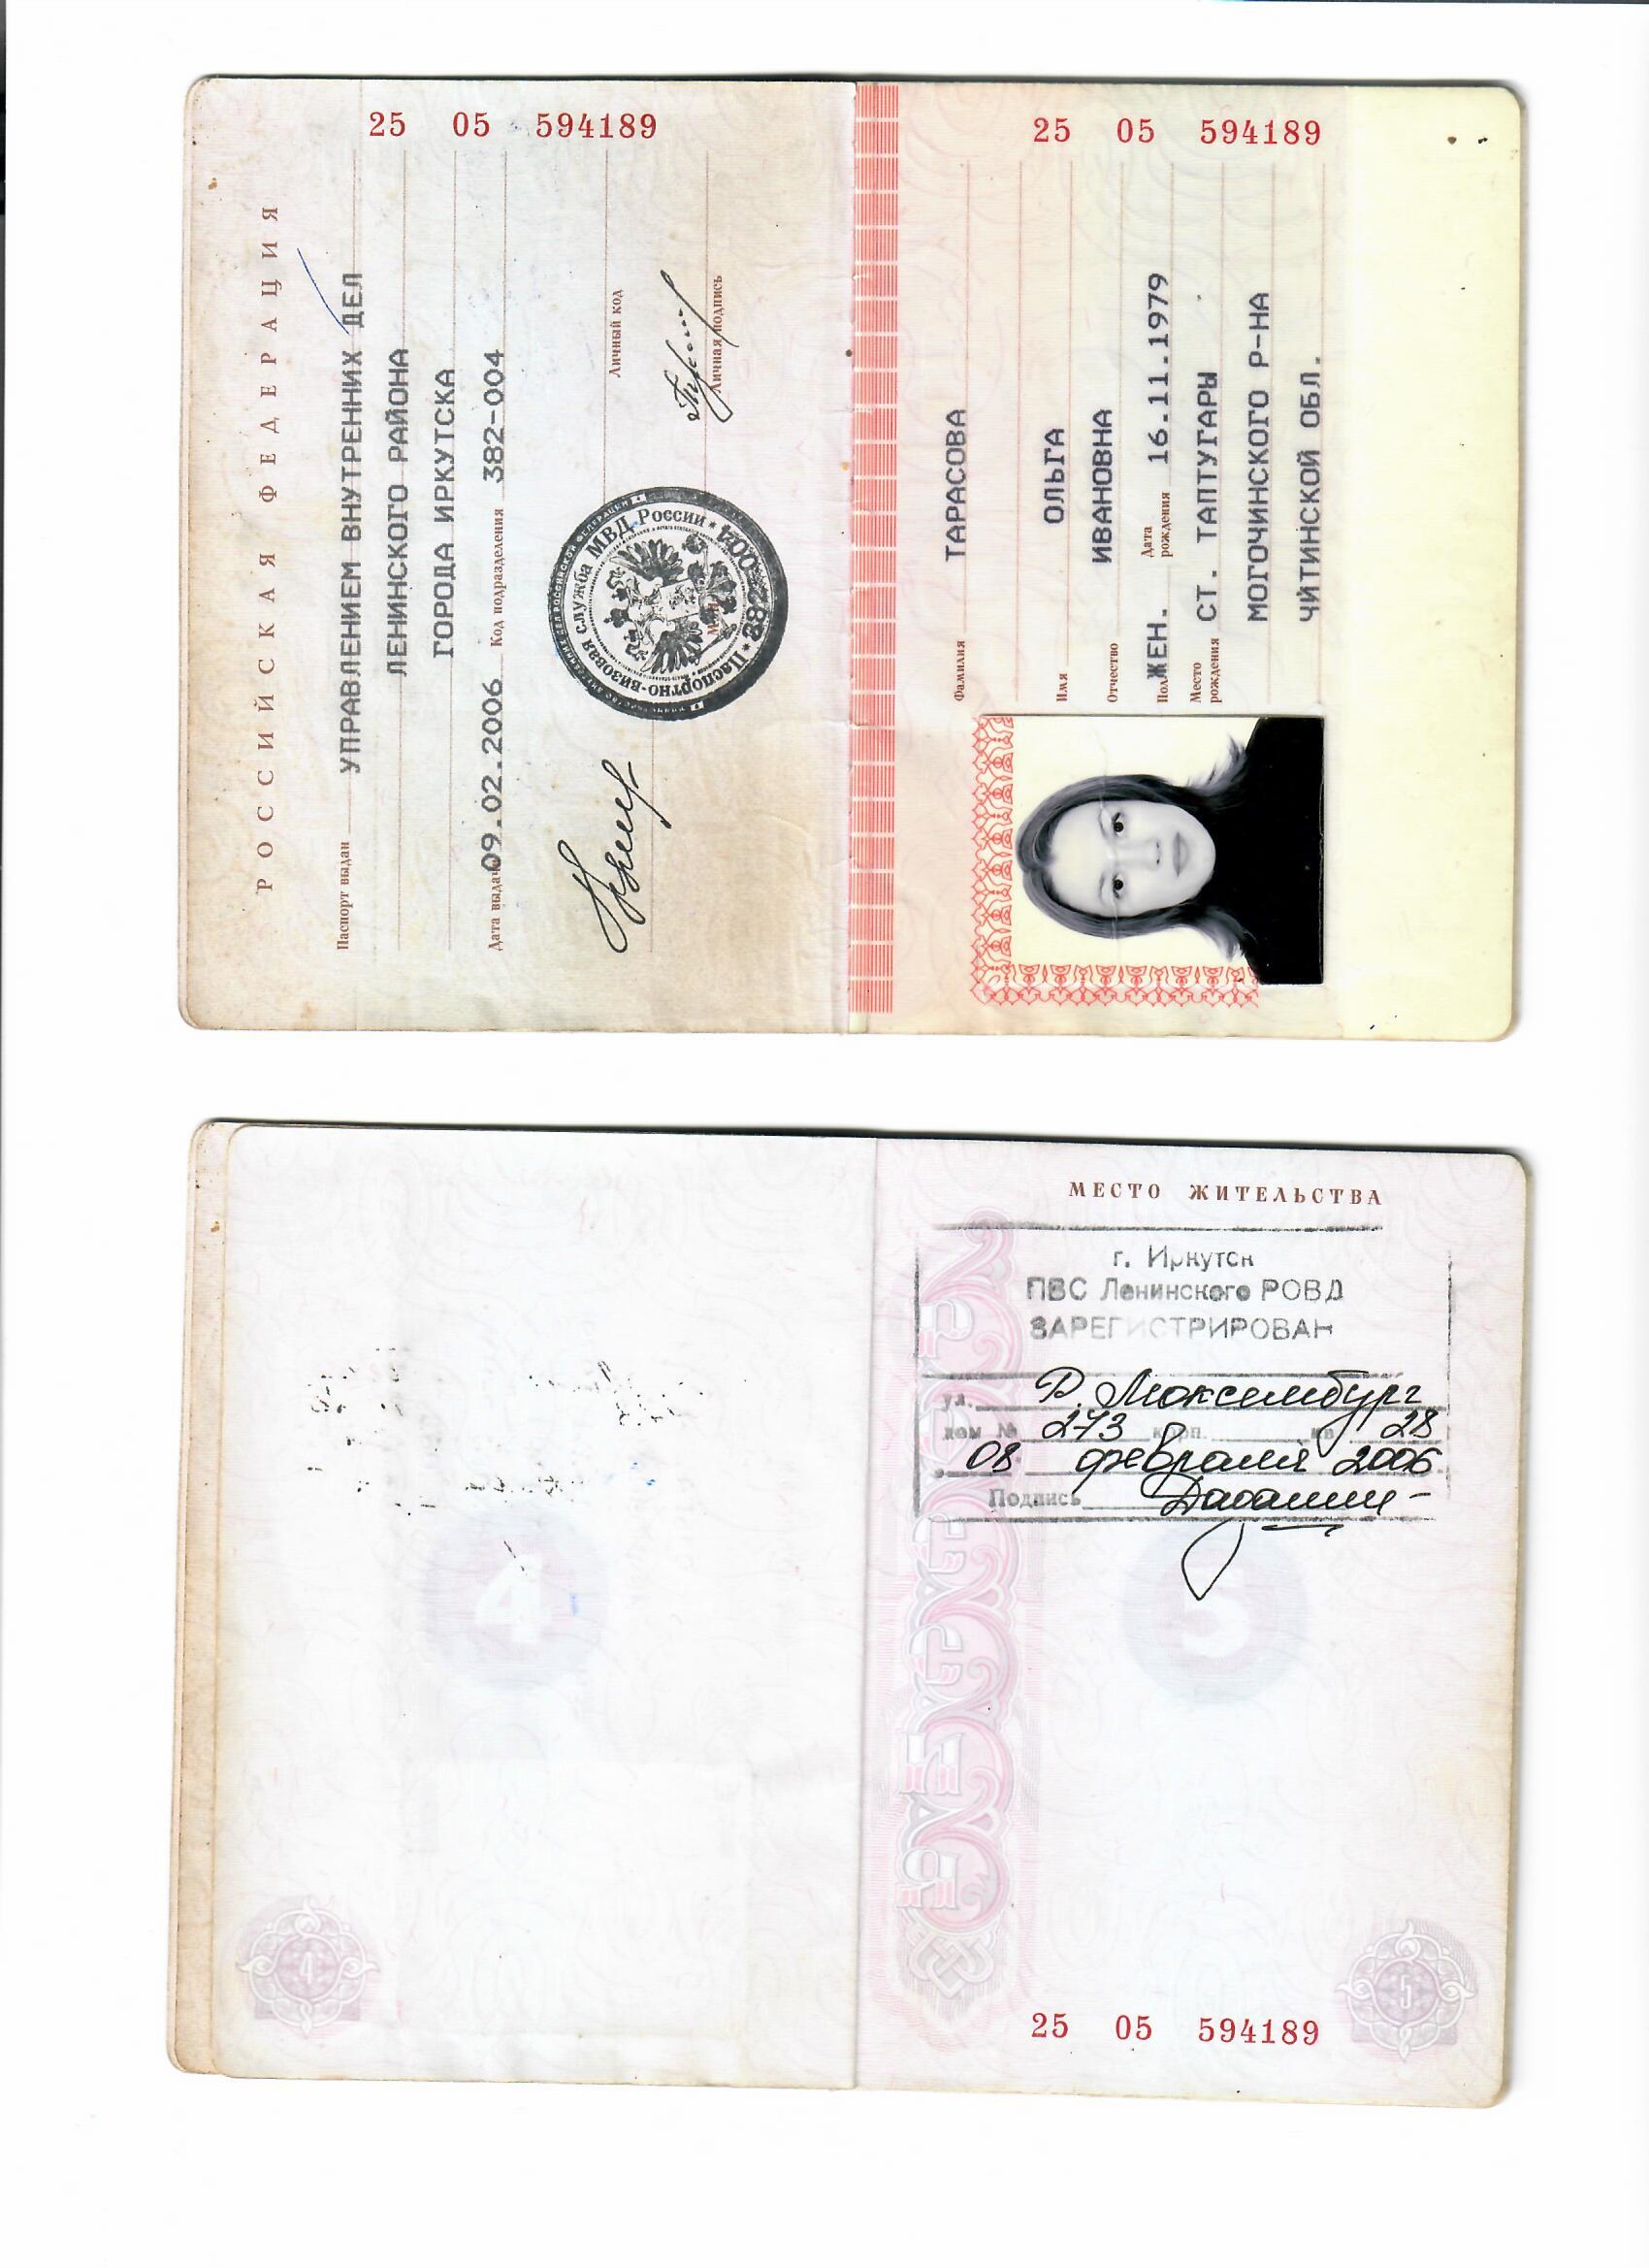 25 05 594189
РОССИЙСКАЯ ФЕДЕРАЦИЯ
Паспорт выдан УПРАВЛЕНИЕМ ВНУТРЕННИХ ДЕЛ
ЛЕНИНСКОГО РАЙОНА
ГОРОДА ИРКУТСКА
Дата выдачи 09.02.2006 Код подразделения 382-004
Личный код
Личная подпись
М.П.
Паспортно-визовая служба МВД России * 382-004 *
25 05 594189
Фамилия ТАРАСОВА
Имя ОЛЬГА
Отчество ИВАНОВНА
Пол ЖЕН. Дата рождения 16.11.1979
Место рождения СТ. ТАПТУГАРЫ
МОГОЧИНСКОГО Р-НА
ЧИТИНСКОЙ ОБЛ.
4
4
МЕСТО ЖИТЕЛЬСТВА
г. Иркутск
ПВС Ленинского РОВД
ЗАРЕГИСТРИРОВАН
ул. Р. Люксембург
дом № 273 корп. кв. 28
08 февраля 2006
Подпись
5
5
25 05 594189